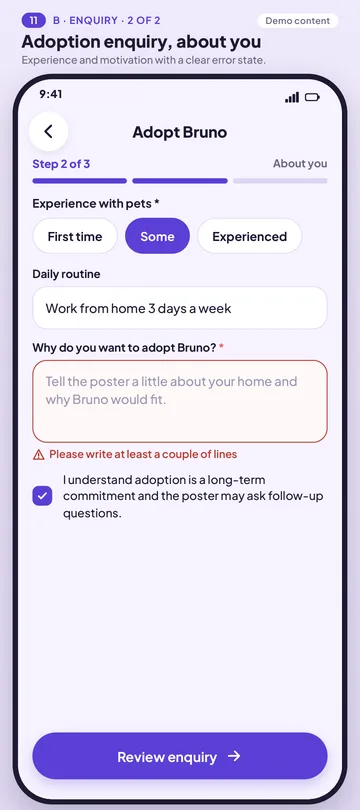 11 B · ENQUIRY · 2 OF 2 Demo content
Adoption enquiry, about you
Experience and motivation with a clear error state.
9:41
Adopt Bruno
Step 2 of 3 About you
Experience with pets *
First time Some Experienced
Daily routine
Work from home 3 days a week
Why do you want to adopt Bruno? *
Tell the poster a little about your home and
why Bruno would fit.
Please write at least a couple of lines
I understand adoption is a long-term
commitment and the poster may ask follow-up
questions.
Review enquiry →